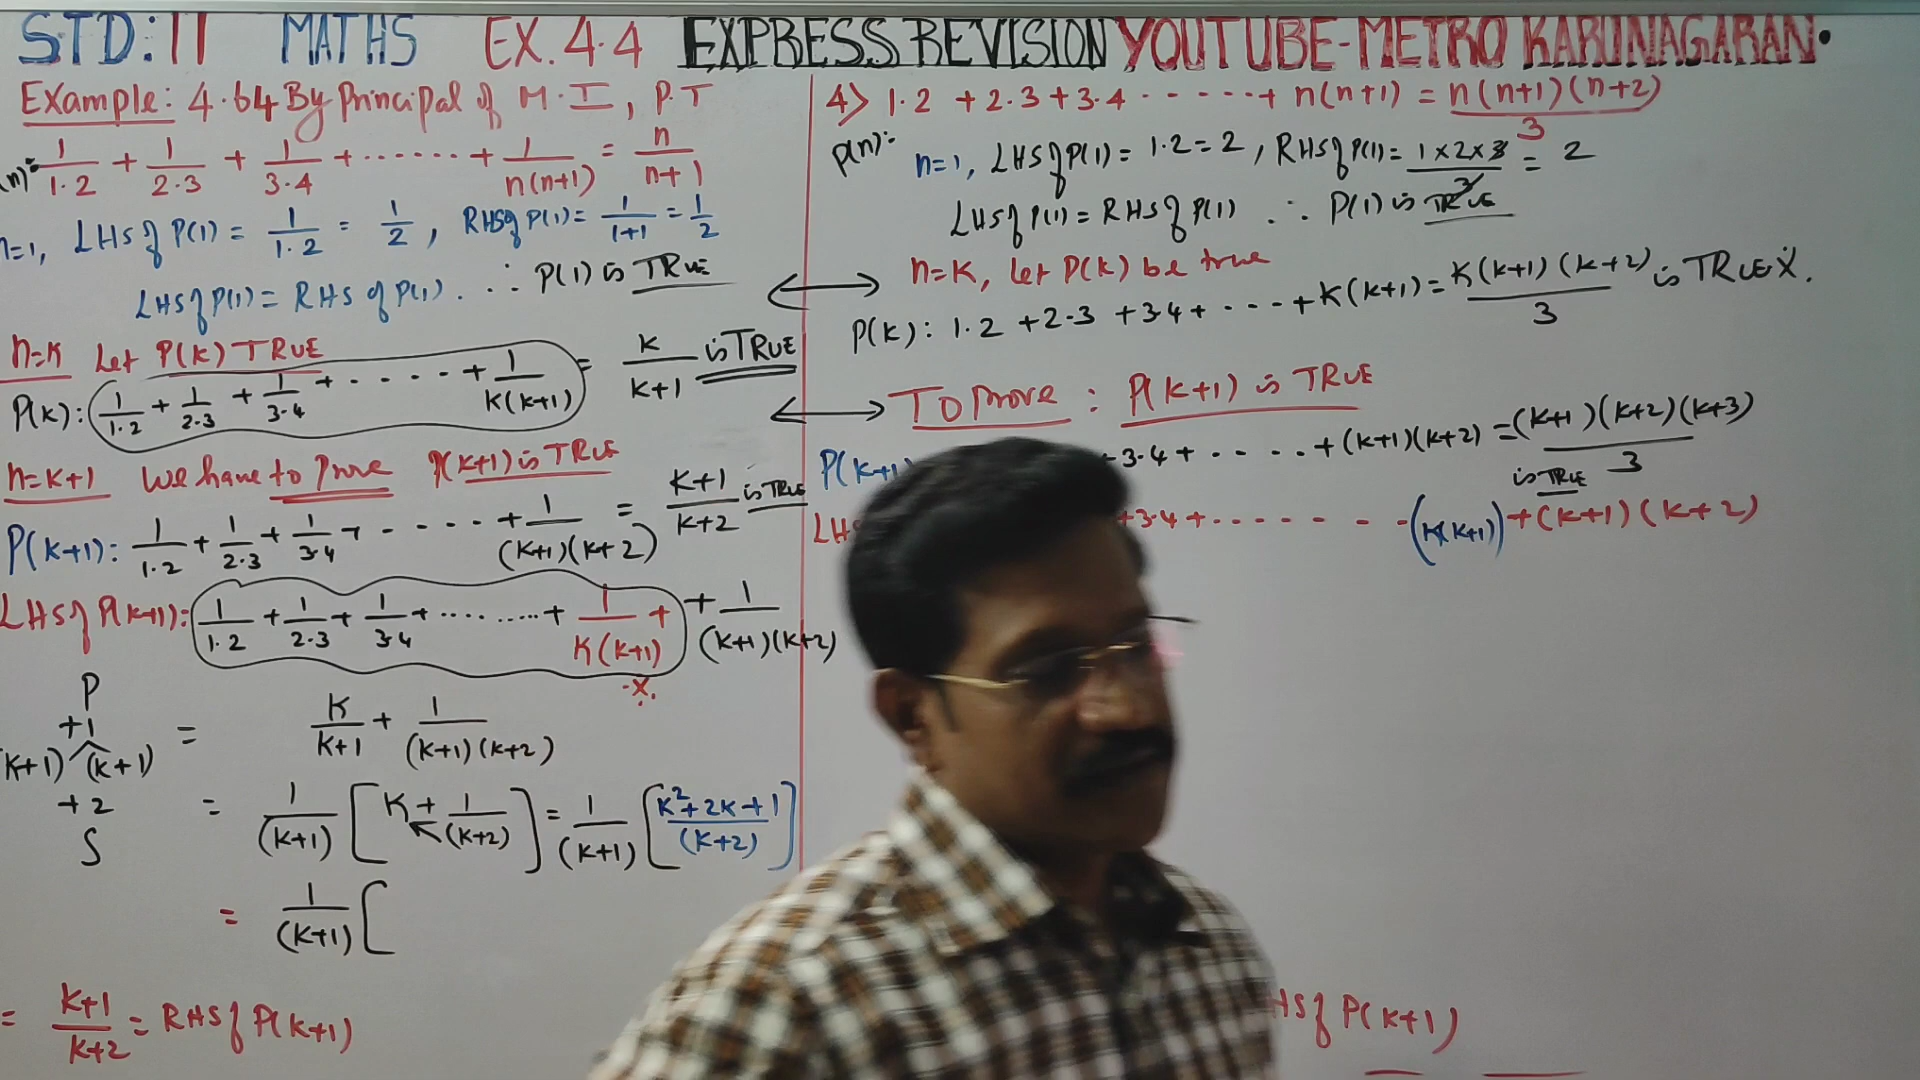 STD: 11 MATHS EX. 4.4 EXPRESS REVISION YOUTUBE-METRO KARUNAGARAN.
Example: 4.64 By Principal of M.I, P.T
(n):- 1/1.2 + 1/2.3 + 1/3.4 + ...... + 1/n(n+1) = n/n+1
n=1, LHS of P(1) = 1/1.2 = 1/2, RHS of P(1) = 1/1+1 = 1/2
LHS of P(1) = RHS of P(1). ∴ P(1) is TRUE
n=K Let P(K) TRUE
P(K): (1/1.2 + 1/2.3 + 1/3.4 + ..... + 1/K(K+1)) = K/K+1 is TRUE
n=K+1 We have to Prove P(K+1) is TRUE
P(K+1): 1/1.2 + 1/2.3 + 1/3.4 + ..... + 1/(K+1)(K+2) = K+1/K+2 is TRUE
LHS of P(K+1): 1/1.2 + 1/2.3 + 1/3.4 + ......... + 1/K(K+1) + + 1/(K+1)(K+2)
P
+1
K+1) (K+1)
+2
S
= K/K+1 + 1/(K+1)(K+2)
= 1/(K+1) [K + 1/(K+2)] = 1/(K+1) [K²+2K+1/(K+2)]
= 1/(K+1) [
= K+1/K+2 = RHS of P(K+1)
4> 1.2 + 2.3 + 3.4 ...... + n(n+1) = n(n+1)(n+2)/3
P(n):- n=1, LHS of P(1) = 1.2 = 2, RHS of P(1) = 1×2×3/3 = 2
LHS of P(1) = RHS of P(1) ∴ P(1) is TRUE
n=K, Let P(K) be true
P(K): 1.2 + 2.3 + 3.4 + .... + K(K+1) = K(K+1)(K+2)/3 is TRUE X.
To Prove : P(K+1) is TRUE
P(K+1) 3.4 + ...... + (K+1)(K+2) = (K+1)(K+2)(K+3)/3 is TRUE
LHS +3.4 + ........ (K(K+1)) + (K+1)(K+2)
HS of P(K+1)